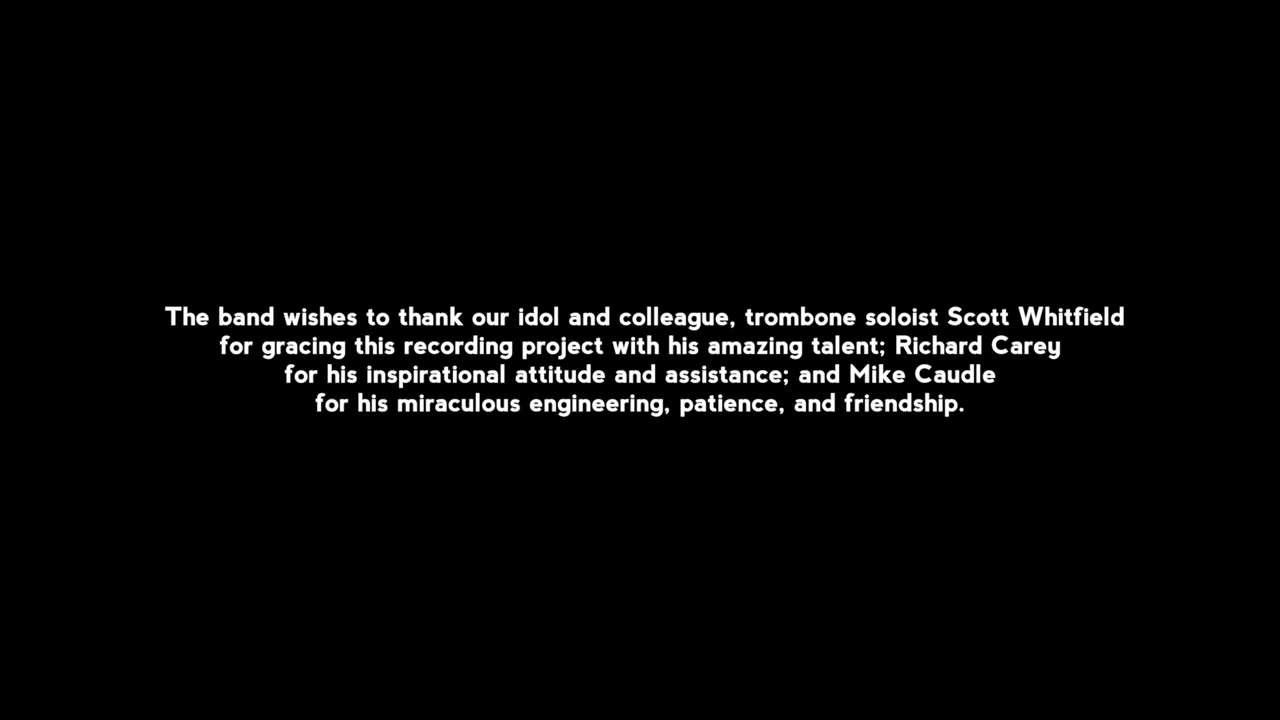 The band wishes to thank our idol and colleague, trombone soloist Scott Whitfield
for gracing this recording project with his amazing talent; Richard Carey
for his inspirational attitude and assistance; and Mike Caudle
for his miraculous engineering, patience, and friendship.